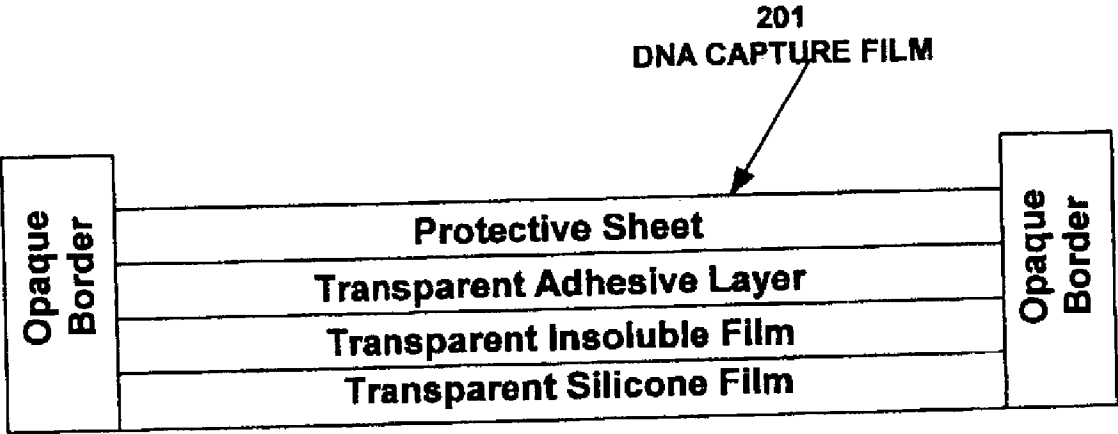 201
DNA CAPTURE FILM
Opaque
Border
Protective Sheet
Transparent Adhesive Layer
Transparent Insoluble Film
Transparent Silicone Film
Opaque
Border